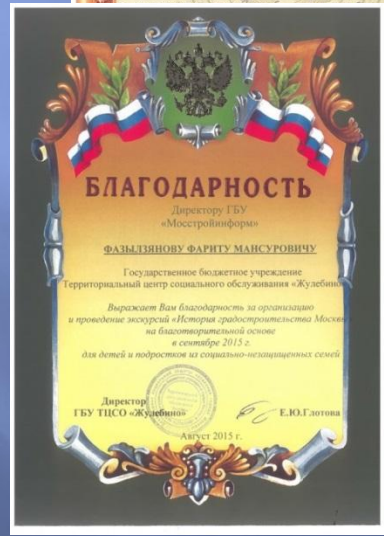 БЛАГОДАРНОСТЬ
Директору ГБУ
«Мосстройинформ»
ФАЗЫЛЗЯНОВУ ФАРИТУ МАНСУРОВИЧУ
Государственное бюджетное учреждение
Территориальный центр социального обслуживания «Жулебино»
Выражает Вам благодарность за организацию
и проведение экскурсий «История градостроительства Москвы
на благотворительной основе
в сентябре 2015 г.
для детей и подростков из социально-незащищенных семей
Директор
ГБУ ТЦСО «Жулебино» Е.Ю.Глотова
Август 2015 г.